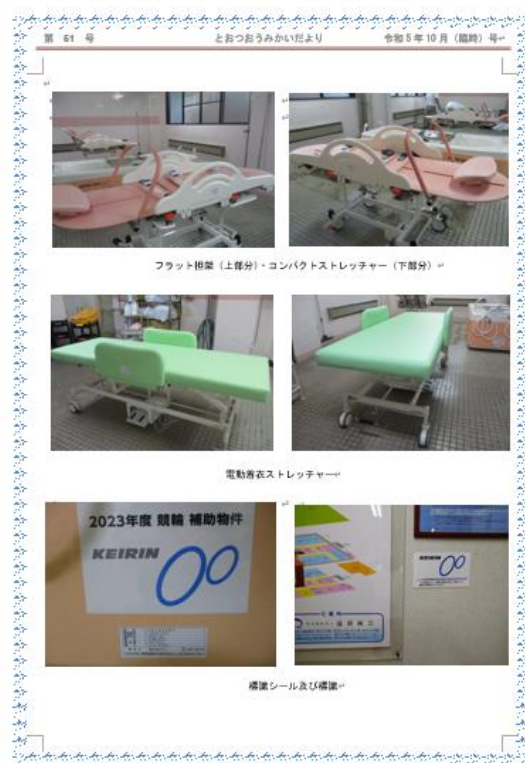 第 61 号 とおつおうみかいだより 令和5年10月（臨時）号
フラット担架（上部分）・コンパクトストレッチャー（下部分）
電動着衣ストレッチャー
2023年度 競輪 補助物件
KEIRIN
KEIRIN
標識シール及び標識